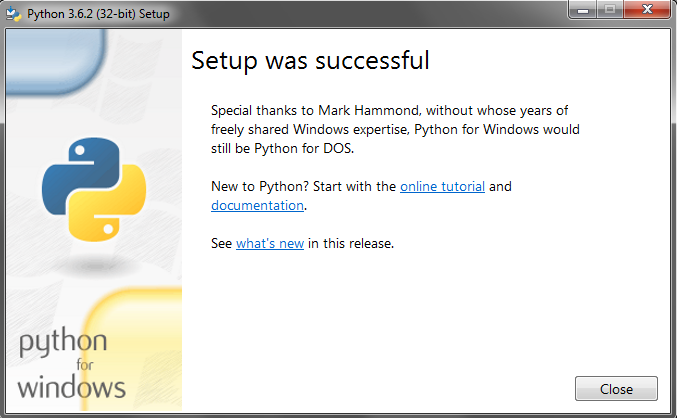 Python 3.6.2 (32-bit) Setup
Setup was successful
Special thanks to Mark Hammond, without whose years of
freely shared Windows expertise, Python for Windows would
still be Python for DOS.
New to Python? Start with the online tutorial and
documentation.
See what's new in this release.
python
for
windows
Close